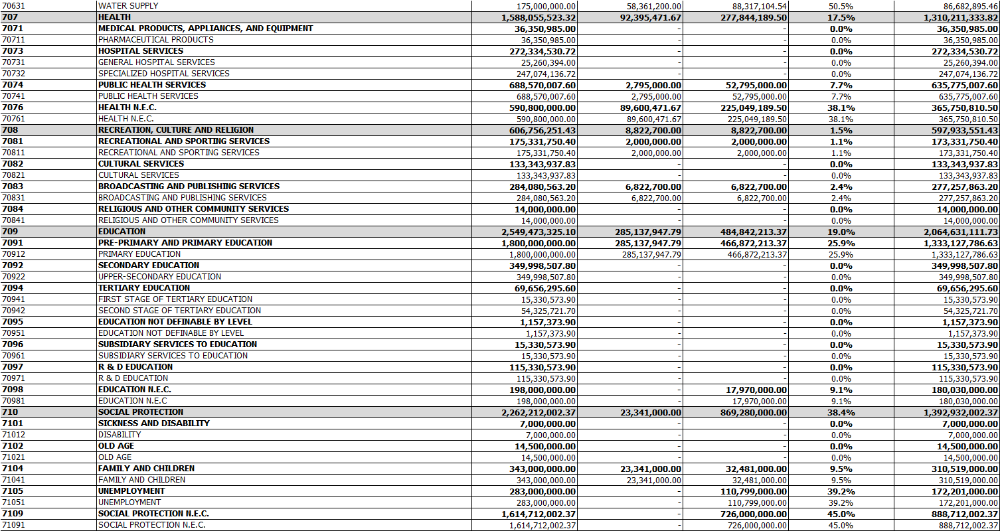 70631 WATER SUPPLY 175,000,000.00 58,361,200.00 88,317,104.54 50.5% 86,682,895.46
707 HEALTH 1,588,055,523.32 92,395,471.67 277,844,189.50 17.5% 1,310,211,333.82
7071 MEDICAL PRODUCTS, APPLIANCES, AND EQUIPMENT 36,350,985.00 - - 0.0% 36,350,985.00
70711 PHARMACEUTICAL PRODUCTS 36,350,985.00 - - 0.0% 36,350,985.00
7073 HOSPITAL SERVICES 272,334,530.72 - - 0.0% 272,334,530.72
70731 GENERAL HOSPITAL SERVICES 25,260,394.00 - - 0.0% 25,260,394.00
70732 SPECIALIZED HOSPITAL SERVICES 247,074,136.72 - - 0.0% 247,074,136.72
7074 PUBLIC HEALTH SERVICES 688,570,007.60 2,795,000.00 52,795,000.00 7.7% 635,775,007.60
70741 PUBLIC HEALTH SERVICES 688,570,007.60 2,795,000.00 52,795,000.00 7.7% 635,775,007.60
7076 HEALTH N.E.C. 590,800,000.00 89,600,471.67 225,049,189.50 38.1% 365,750,810.50
70761 HEALTH N.E.C. 590,800,000.00 89,600,471.67 225,049,189.50 38.1% 365,750,810.50
708 RECREATION, CULTURE AND RELIGION 606,756,251.43 8,822,700.00 8,822,700.00 1.5% 597,933,551.43
7081 RECREATIONAL AND SPORTING SERVICES 175,331,750.40 2,000,000.00 2,000,000.00 1.1% 173,331,750.40
70811 RECREATIONAL AND SPORTING SERVICES 175,331,750.40 2,000,000.00 2,000,000.00 1.1% 173,331,750.40
7082 CULTURAL SERVICES 133,343,937.83 - - 0.0% 133,343,937.83
70821 CULTURAL SERVICES 133,343,937.83 - - 0.0% 133,343,937.83
7083 BROADCASTING AND PUBLISHING SERVICES 284,080,563.20 6,822,700.00 6,822,700.00 2.4% 277,257,863.20
70831 BROADCASTING AND PUBLISHING SERVICES 284,080,563.20 6,822,700.00 6,822,700.00 2.4% 277,257,863.20
7084 RELIGIOUS AND OTHER COMMUNITY SERVICES 14,000,000.00 - - 0.0% 14,000,000.00
70841 RELIGIOUS AND OTHER COMMUNITY SERVICES 14,000,000.00 - - 0.0% 14,000,000.00
709 EDUCATION 2,549,473,325.10 285,137,947.79 484,842,213.37 19.0% 2,064,631,111.73
7091 PRE-PRIMARY AND PRIMARY EDUCATION 1,800,000,000.00 285,137,947.79 466,872,213.37 25.9% 1,333,127,786.63
70912 PRIMARY EDUCATION 1,800,000,000.00 285,137,947.79 466,872,213.37 25.9% 1,333,127,786.63
7092 SECONDARY EDUCATION 349,998,507.80 - - 0.0% 349,998,507.80
70922 UPPER-SECONDARY EDUCATION 349,998,507.80 - - 0.0% 349,998,507.80
7094 TERTIARY EDUCATION 69,656,295.60 - - 0.0% 69,656,295.60
70941 FIRST STAGE OF TERTIARY EDUCATION 15,330,573.90 - - 0.0% 15,330,573.90
70942 SECOND STAGE OF TERTIARY EDUCATION 54,325,721.70 - - 0.0% 54,325,721.70
7095 EDUCATION NOT DEFINABLE BY LEVEL 1,157,373.90 - - 0.0% 1,157,373.90
70951 EDUCATION NOT DEFINABLE BY LEVEL 1,157,373.90 - - 0.0% 1,157,373.90
7096 SUBSIDIARY SERVICES TO EDUCATION 15,330,573.90 - - 0.0% 15,330,573.90
70961 SUBSIDIARY SERVICES TO EDUCATION 15,330,573.90 - - 0.0% 15,330,573.90
7097 R & D EDUCATION 115,330,573.90 - - 0.0% 115,330,573.90
70971 R & D EDUCATION 115,330,573.90 - - 0.0% 115,330,573.90
7098 EDUCATION N.E.C. 198,000,000.00 - 17,970,000.00 9.1% 180,030,000.00
70981 EDUCATION N.E.C 198,000,000.00 - 17,970,000.00 9.1% 180,030,000.00
710 SOCIAL PROTECTION 2,262,212,002.37 23,341,000.00 869,280,000.00 38.4% 1,392,932,002.37
7101 SICKNESS AND DISABILITY 7,000,000.00 - - 0.0% 7,000,000.00
71012 DISABILITY 7,000,000.00 - - 0.0% 7,000,000.00
7102 OLD AGE 14,500,000.00 - - 0.0% 14,500,000.00
71021 OLD AGE 14,500,000.00 - - 0.0% 14,500,000.00
7104 FAMILY AND CHILDREN 343,000,000.00 23,341,000.00 32,481,000.00 9.5% 310,519,000.00
71041 FAMILY AND CHILDREN 343,000,000.00 23,341,000.00 32,481,000.00 9.5% 310,519,000.00
7105 UNEMPLOYMENT 283,000,000.00 - 110,799,000.00 39.2% 172,201,000.00
71051 UNEMPLOYMENT 283,000,000.00 - 110,799,000.00 39.2% 172,201,000.00
7109 SOCIAL PROTECTION N.E.C. 1,614,712,002.37 - 726,000,000.00 45.0% 888,712,002.37
71091 SOCIAL PROTECTION N.E.C. 1,614,712,002.37 - 726,000,000.00 45.0% 888,712,002.37